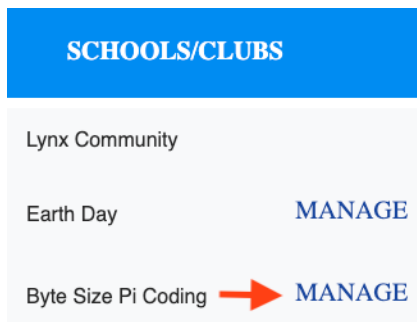 SCHOOLS/CLUBS
Lynx Community
Earth Day MANAGE
Byte Size Pi Coding MANAGE